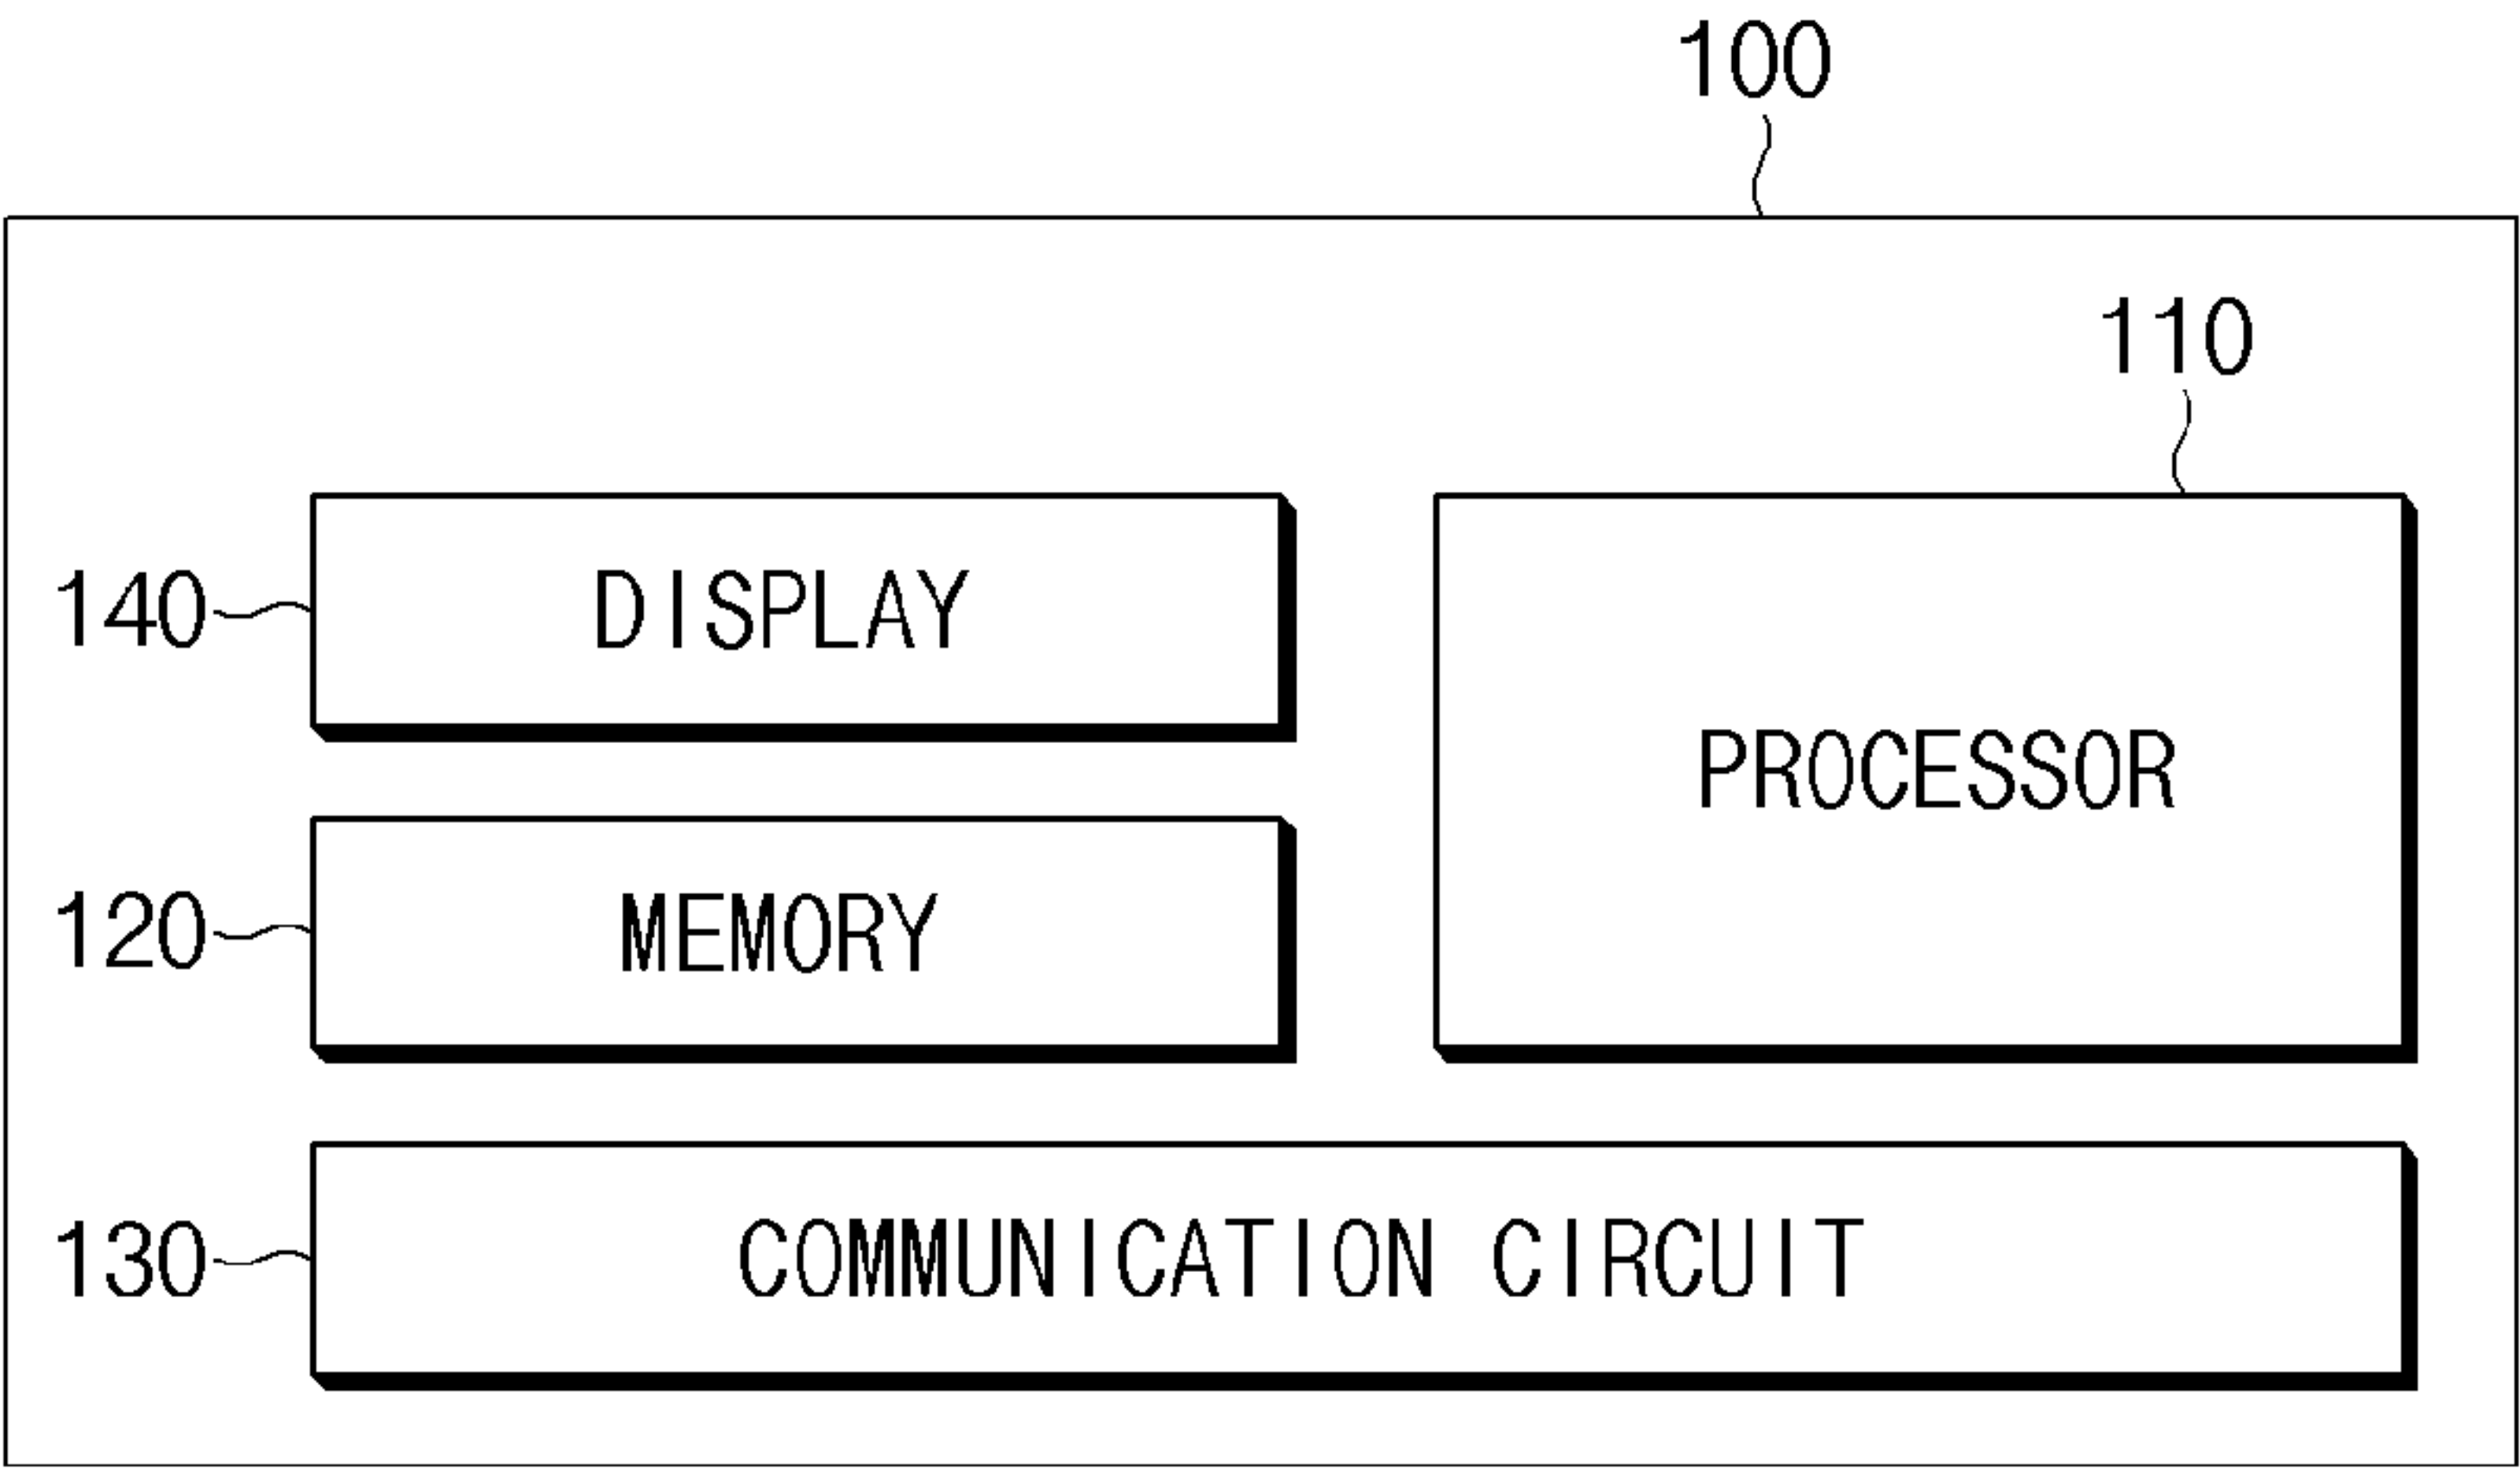 100
110
140 DISPLAY
PROCESSOR
120 MEMORY
130 COMMUNICATION CIRCUIT